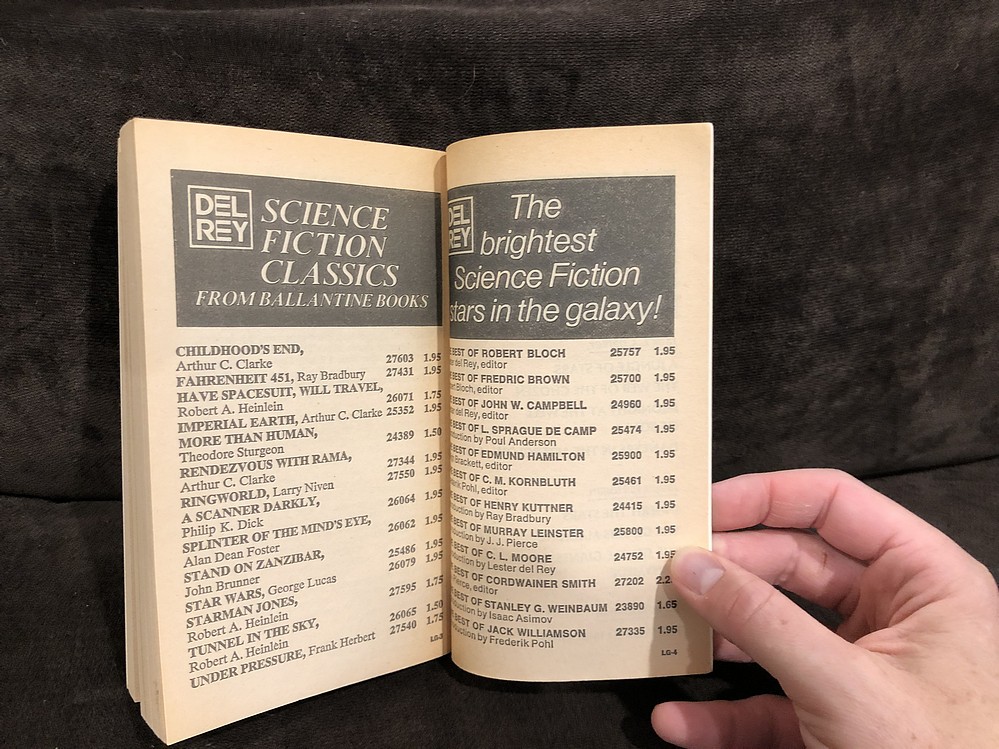 DEL REY
SCIENCE
FICTION
CLASSICS
FROM BALLANTINE BOOKS
CHILDHOOD'S END,
Arthur C. Clarke 27603 1.95
FAHRENHEIT 451, Ray Bradbury 27431 1.95
HAVE SPACESUIT, WILL TRAVEL,
Robert A. Heinlein 26071 1.75
IMPERIAL EARTH, Arthur C. Clarke 25352 1.95
MORE THAN HUMAN,
Theodore Sturgeon 24389 1.50
RENDEZVOUS WITH RAMA,
Arthur C. Clarke 27344 1.95
RINGWORLD, Larry Niven 27550 1.95
A SCANNER DARKLY,
Philip K. Dick 26064 1.95
SPLINTER OF THE MIND'S EYE,
Alan Dean Foster 26062 1.95
STAND ON ZANZIBAR,
John Brunner 25486 1.95
STAR WARS, George Lucas 26079 1.95
STARMAN JONES,
Robert A. Heinlein 27595 1.75
TUNNEL IN THE SKY,
Robert A. Heinlein 26065 1.50
UNDER PRESSURE, Frank Herbert 27540 1.75
LG-3
DEL REY
The
brightest
Science Fiction
stars in the galaxy!
BEST OF ROBERT BLOCH 25757 1.95
del Rey, editor
BEST OF FREDRIC BROWN 25700 1.95
Bloch, editor
BEST OF JOHN W. CAMPBELL 24960 1.95
del Rey, editor
BEST OF L. SPRAGUE DE CAMP 25474 1.95
by Poul Anderson
BEST OF EDMUND HAMILTON 25900 1.95
Brackett, editor
BEST OF C. M. KORNBLUTH 25461 1.95
Pohl, editor
BEST OF HENRY KUTTNER 24415 1.95
by Ray Bradbury
BEST OF MURRAY LEINSTER 25800 1.95
by J. J. Pierce
BEST OF C. L. MOORE 24752 1.95
by Lester del Rey
BEST OF CORDWAINER SMITH 27202
Pierce, editor
BEST OF STANLEY G. WEINBAUM 23890 1.65
by Isaac Asimov
BEST OF JACK WILLIAMSON 27335 1.95
by Frederik Pohl
LG-4